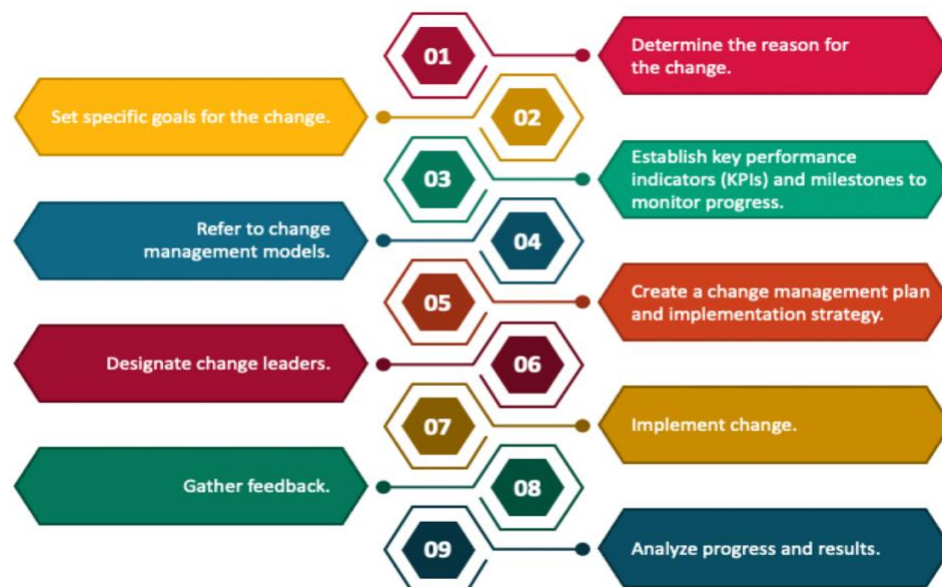 01
Determine the reason for
the change.
Set specific goals for the change.
02
03
Establish key performance
indicators (KPIs) and milestones to
monitor progress.
Refer to change
management models.
04
05
Create a change management plan
and implementation strategy.
Designate change leaders.
06
07
Implement change.
Gather feedback.
08
09
Analyze progress and results.